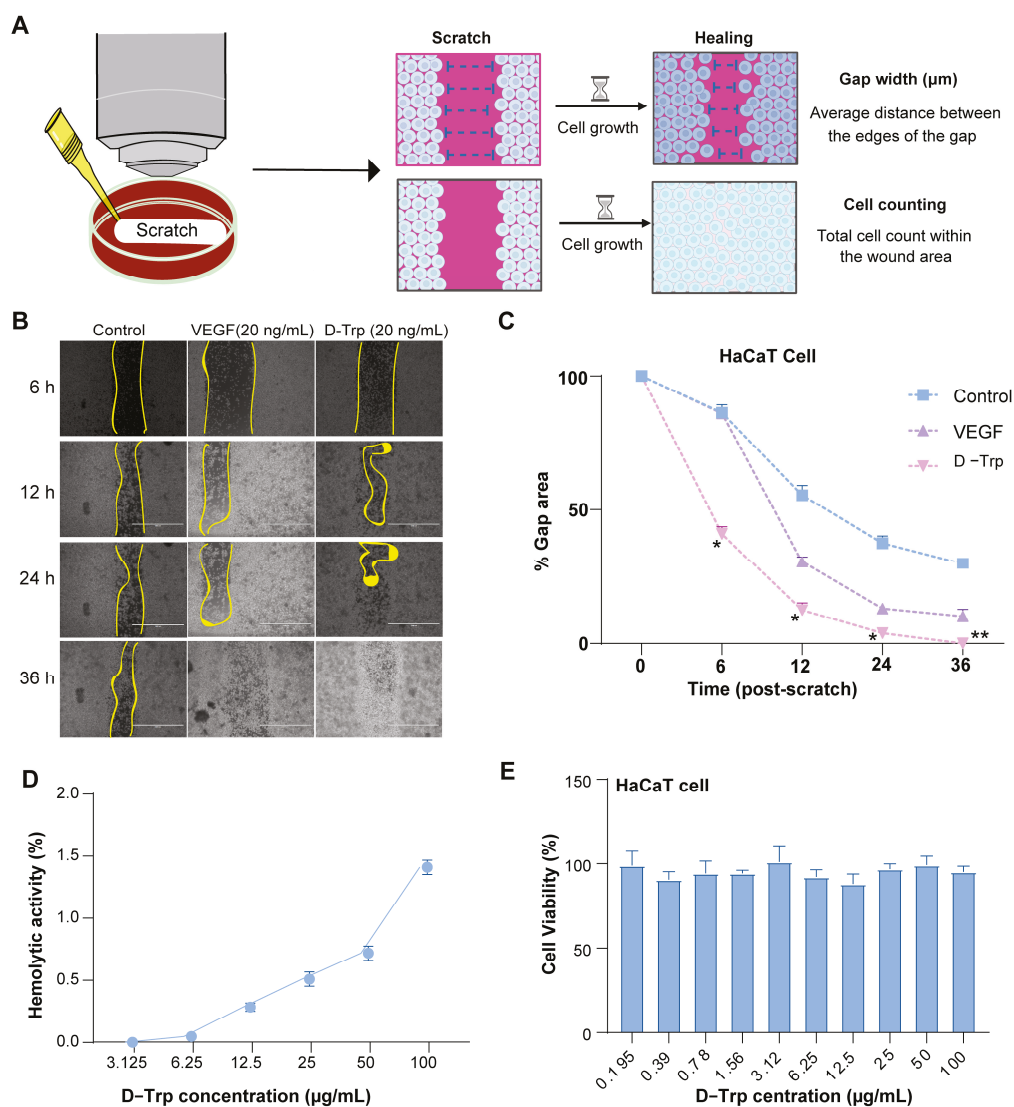 A
Scratch
Scratch
Cell growth
Healing
Gap width (μm)
Average distance between
the edges of the gap
Cell growth
Cell counting
Total cell count within
the wound area
B
Control
VEGF(20 ng/mL)
D-Trp (20 ng/mL)
6 h
12 h
24 h
36 h
C
HaCaT Cell
% Gap area
100
50
0
*
*
*
**
0
6
12
24
36
Time (post-scratch)
Control
VEGF
D −Trp
D
Hemolytic activity (%)
2.0
1.5
1.0
0.5
0.0
3.125
6.25
12.5
25
50
100
D−Trp concentration (μg/mL)
E
HaCaT cell
Cell Viability (%)
150
100
50
0
0.195
0.39
0.78
1.56
3.12
6.25
12.5
25
50
100
D−Trp centration (μg/mL)